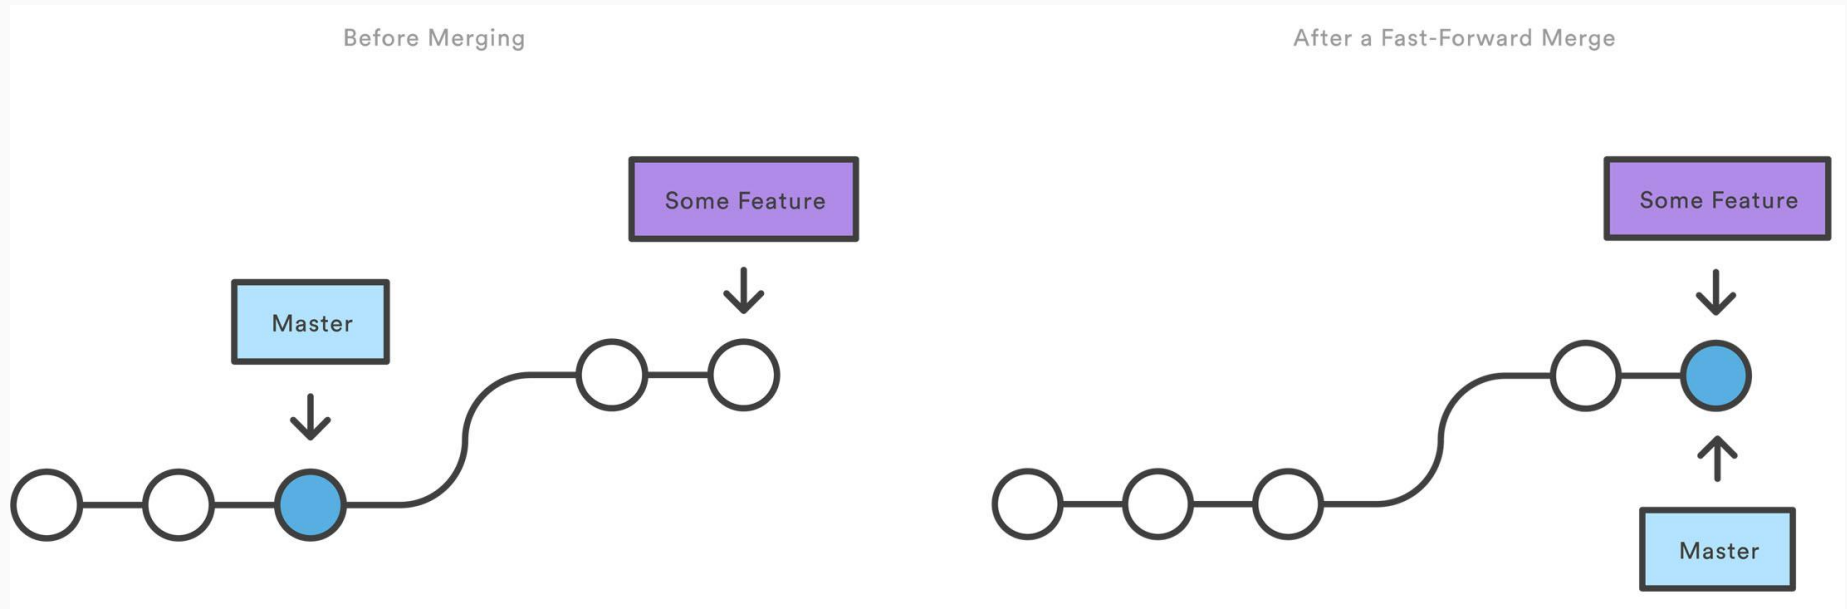 Before Merging
Some Feature
Master
After a Fast-Forward Merge
Some Feature
Master